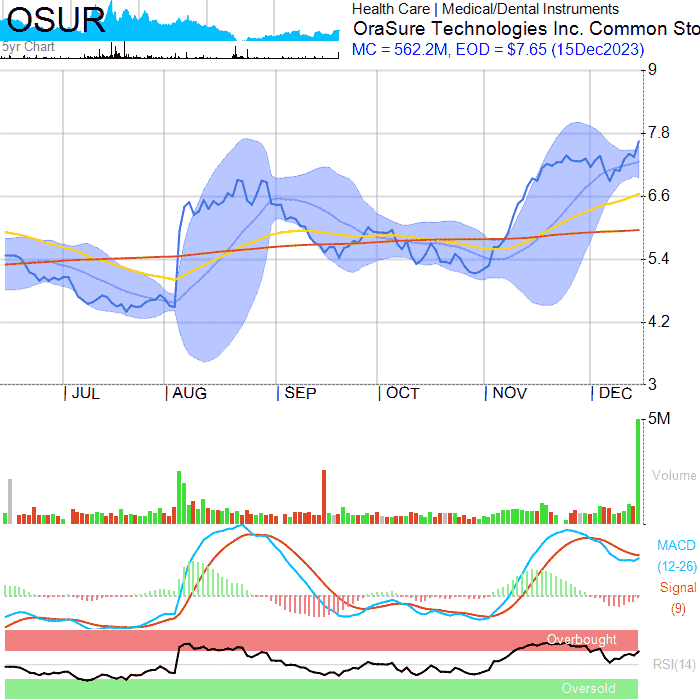 OSUR
5yr Chart
Health Care | Medical/Dental Instruments
OraSure Technologies Inc. Common Sto
MC = 562.2M, EOD = $7.65 (15Dec2023)
9
7.8
6.6
5.4
4.2
3
JUL
AUG
SEP
OCT
NOV
DEC
5M
Volume
MACD
(12-26)
Signal
(9)
Overbought
RSI(14)
Oversold